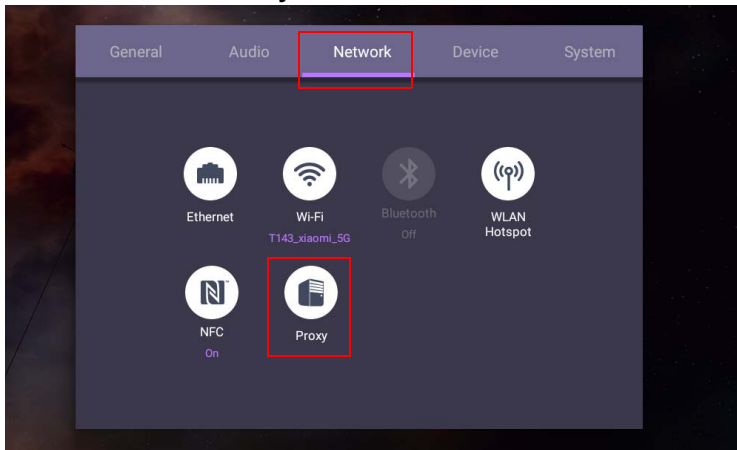 General Audio Network Device System
Ethernet Wi-Fi Bluetooth WLAN
Hotspot
T143_xiaomi_5G Off
NFC Proxy
On